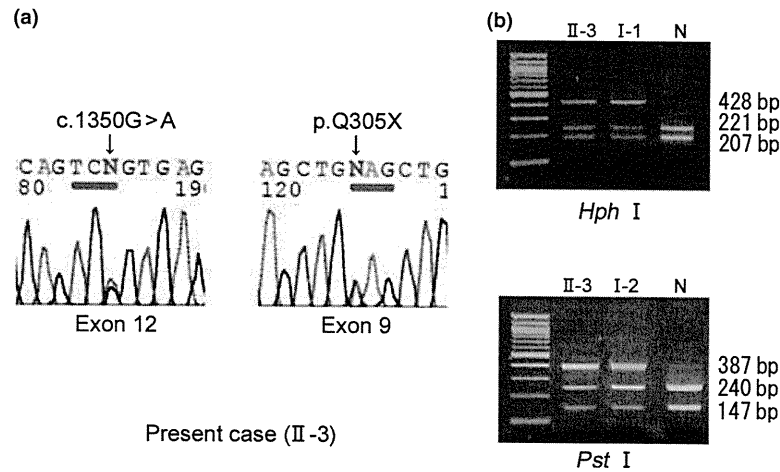 (a)
c.1350G>A
p.Q305X
CAGTCNGTGAG
80 190
AGCTGNAGCTG
120 1
Exon 12
Exon 9
Present case (Ⅱ-3)
(b)
Ⅱ-3 Ⅰ-1 N
428 bp
221 bp
207 bp
Hph Ⅰ
Ⅱ-3 Ⅰ-2 N
387 bp
240 bp
147 bp
Pst Ⅰ